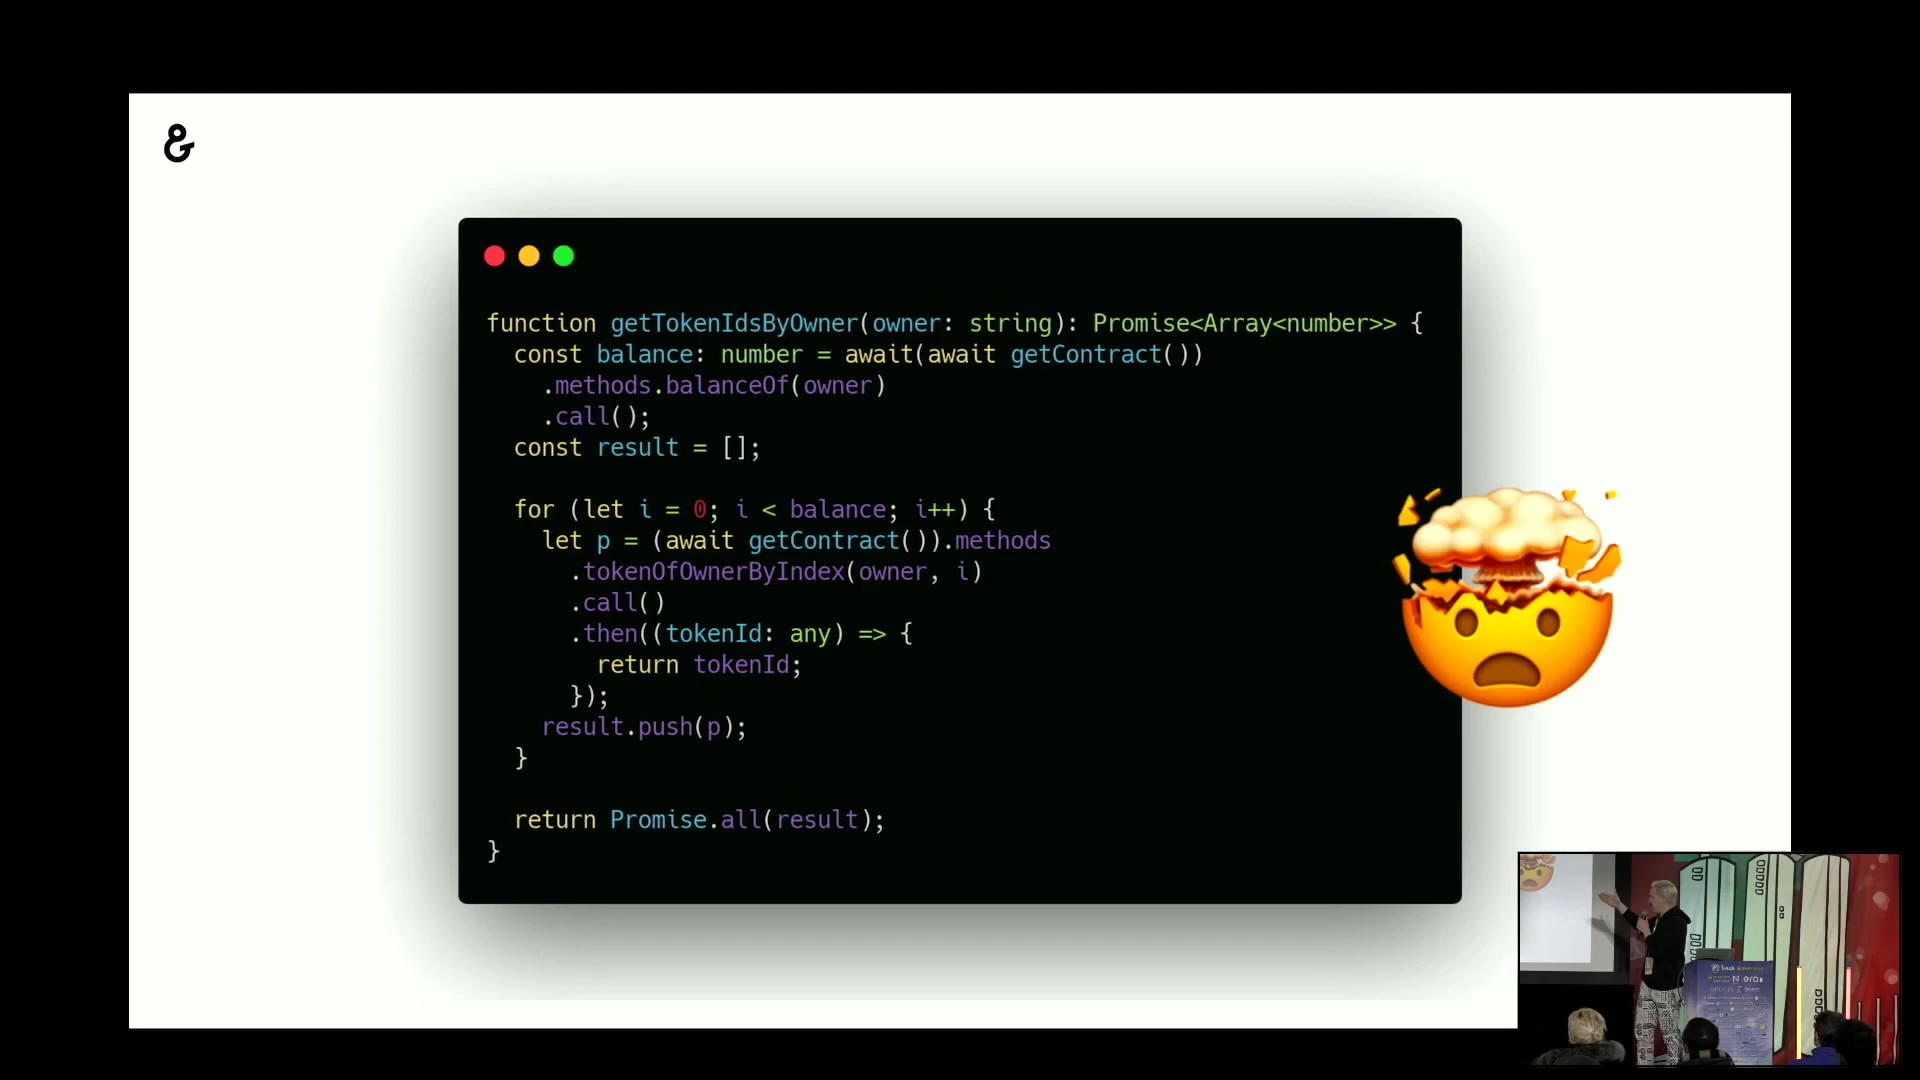 &
function getTokenIdsByOwner(owner: string): Promise<Array<number>> {
  const balance: number = await(await getContract())
    .methods.balanceOf(owner)
    .call();
  const result = [];

  for (let i = 0; i < balance; i++) {
    let p = (await getContract()).methods
      .tokenOfOwnerByIndex(owner, i)
      .call()
      .then((tokenId: any) => {
        return tokenId;
      });
    result.push(p);
  }

  return Promise.all(result);
}